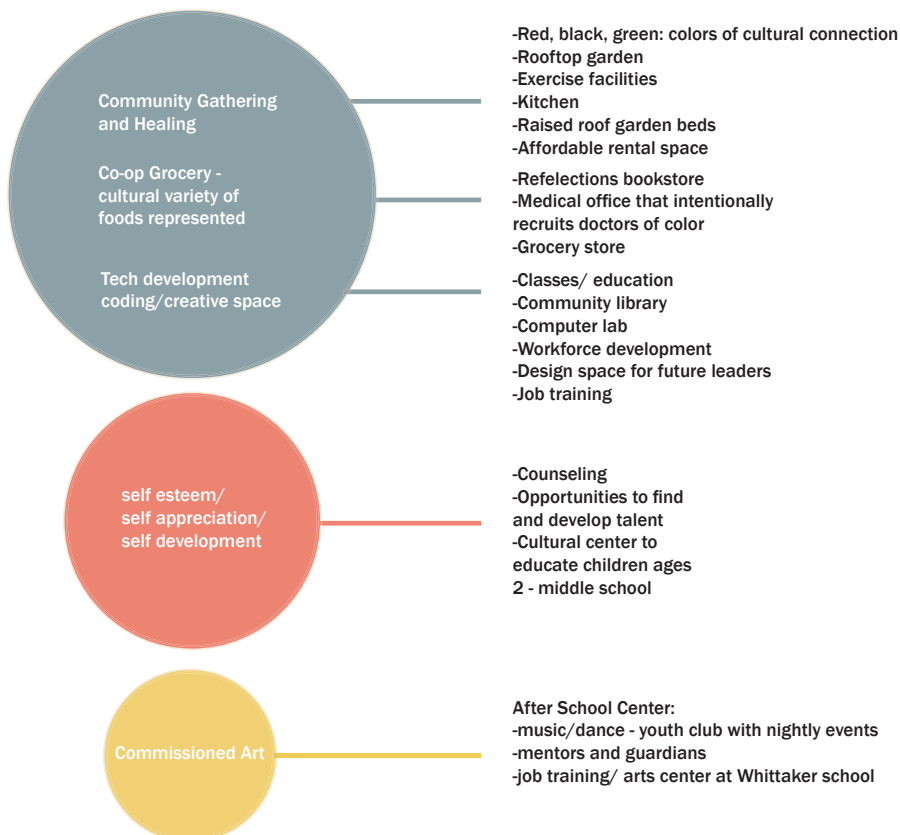 Community Gathering
and Healing
-Red, black, green: colors of cultural connection
-Rooftop garden
-Exercise facilities
-Kitchen
-Raised roof garden beds
-Affordable rental space
Co-op Grocery -
cultural variety of
foods represented
-Refelections bookstore
-Medical office that intentionally
recruits doctors of color
-Grocery store
Tech development
coding/creative space
-Classes/ education
-Community library
-Computer lab
-Workforce development
-Design space for future leaders
-Job training
self esteem/
self appreciation/
self development
-Counseling
-Opportunities to find
and develop talent
-Cultural center to
educate children ages
2 - middle school
Commissioned Art
After School Center:
-music/dance - youth club with nightly events
-mentors and guardians
-job training/ arts center at Whittaker school